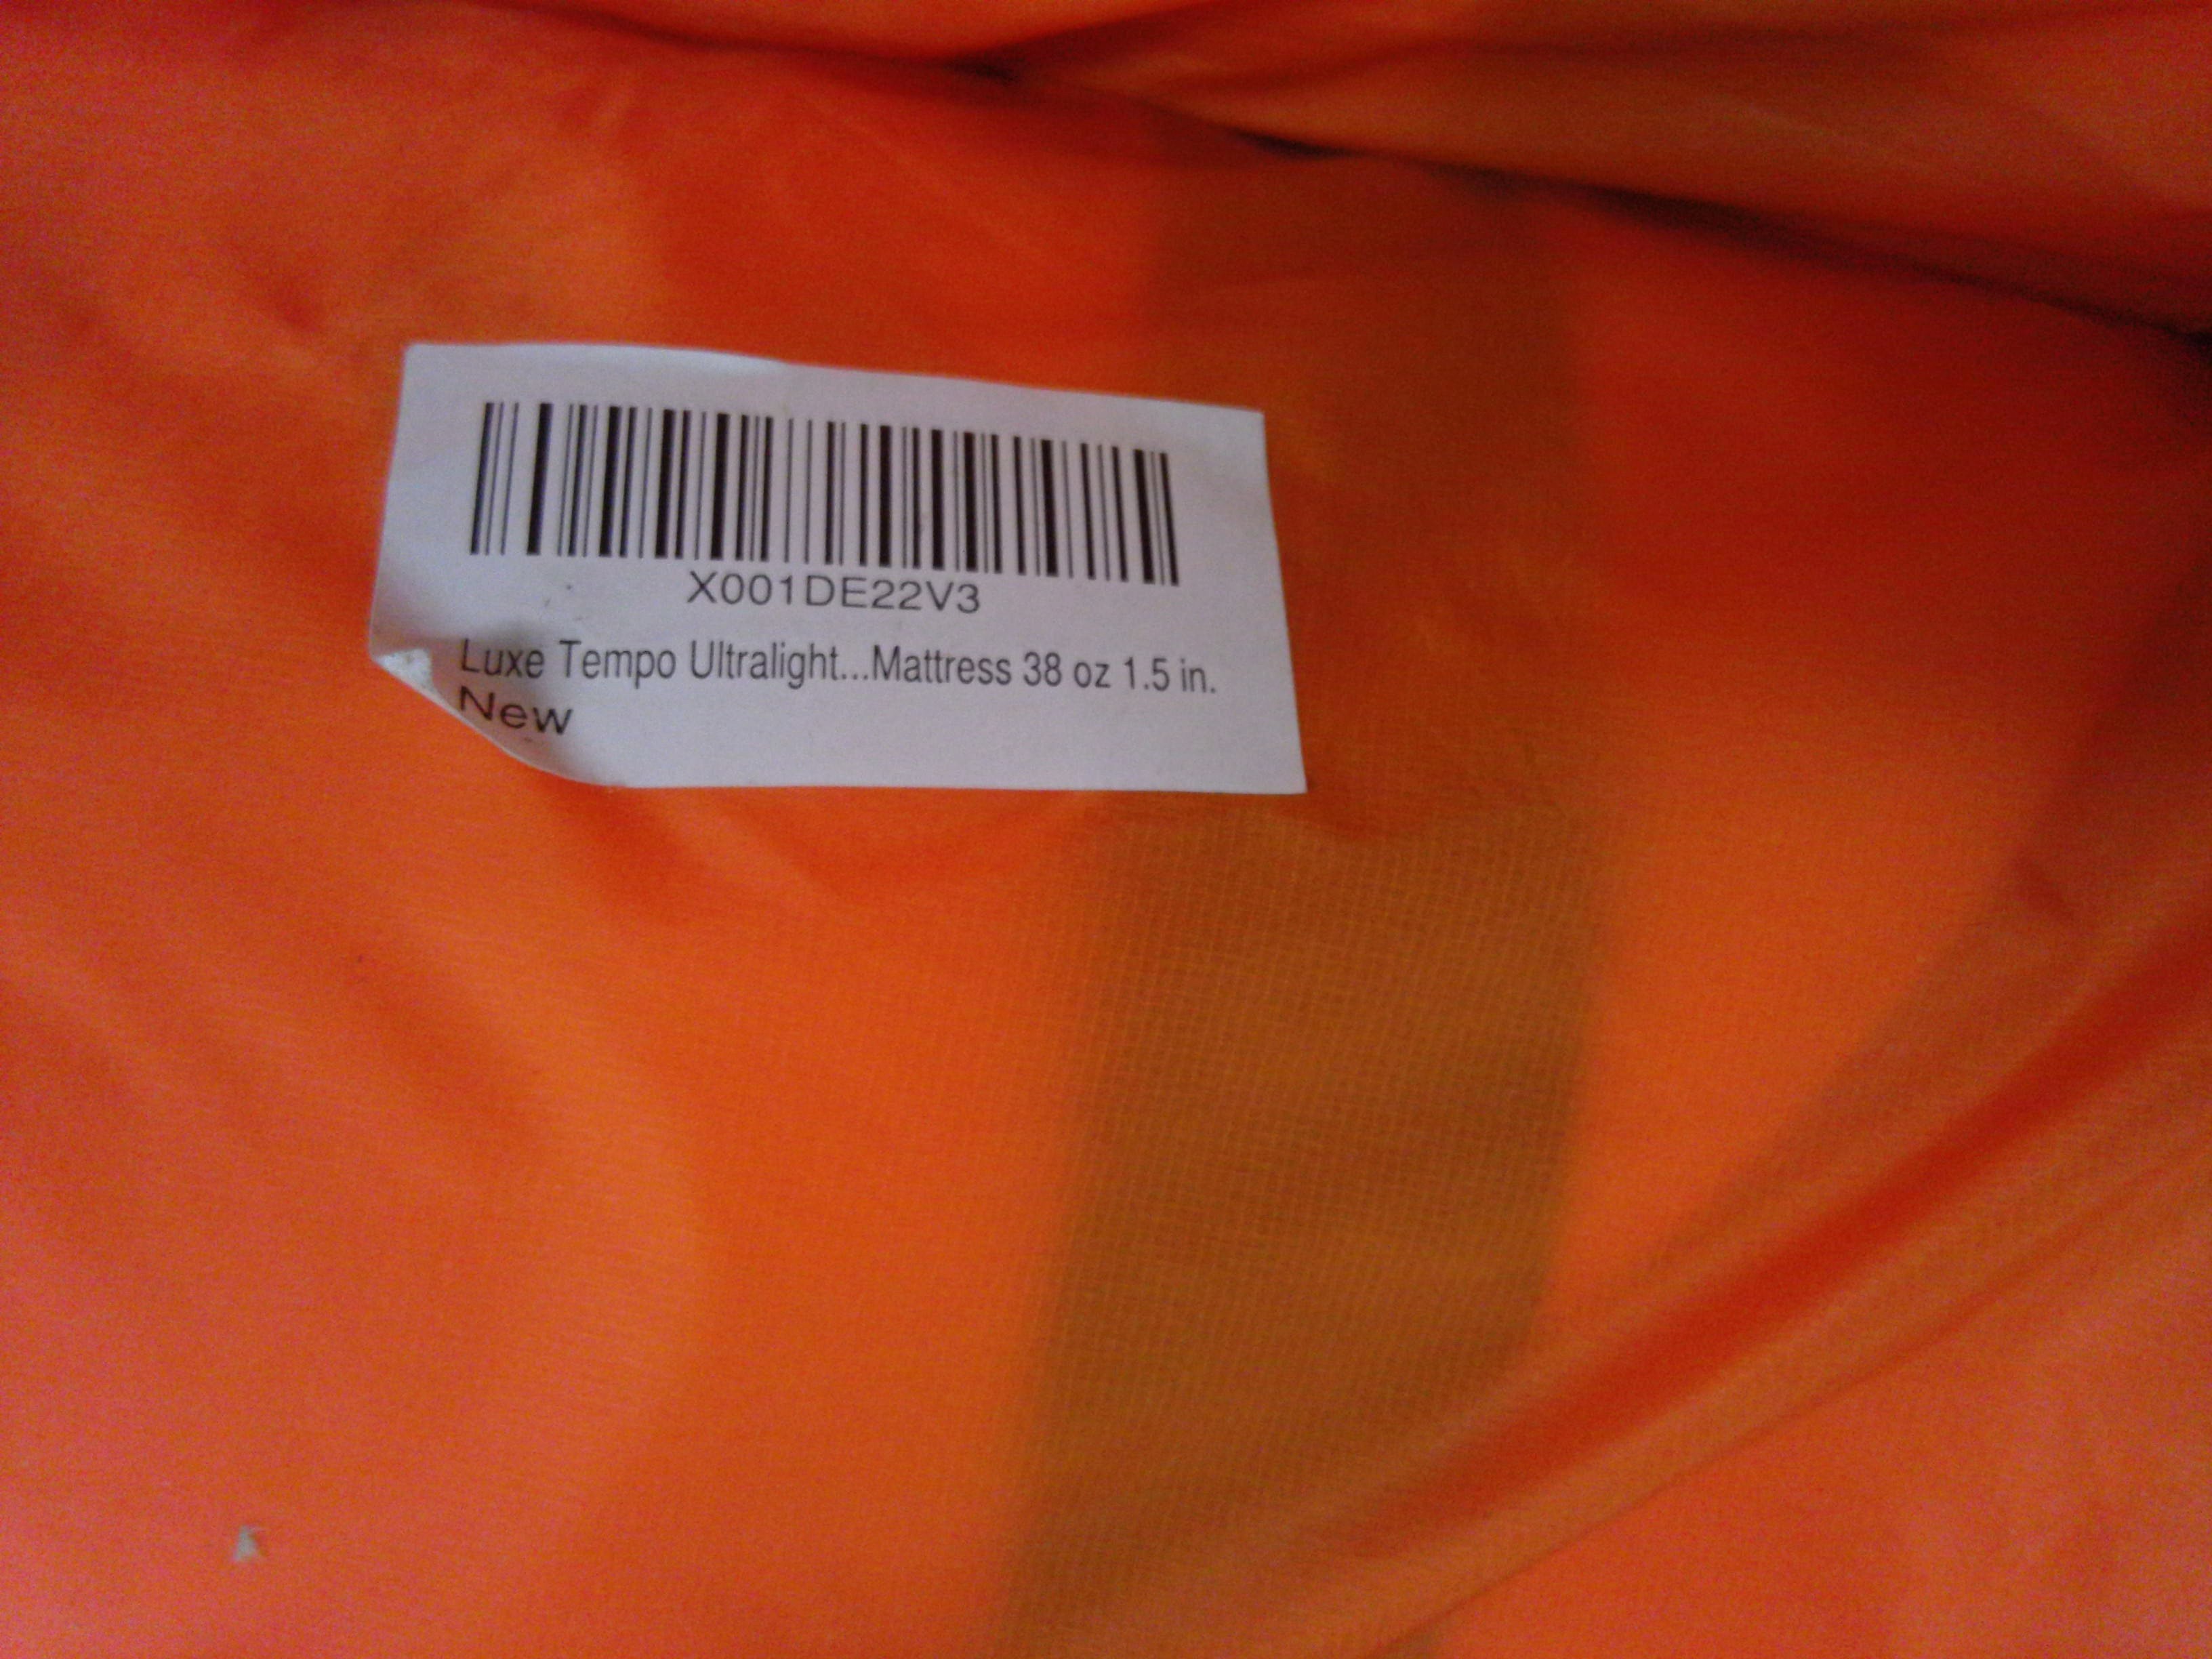 X001DE22V3
Luxe Tempo Ultralight...Mattress 38 oz 1.5 in.
New